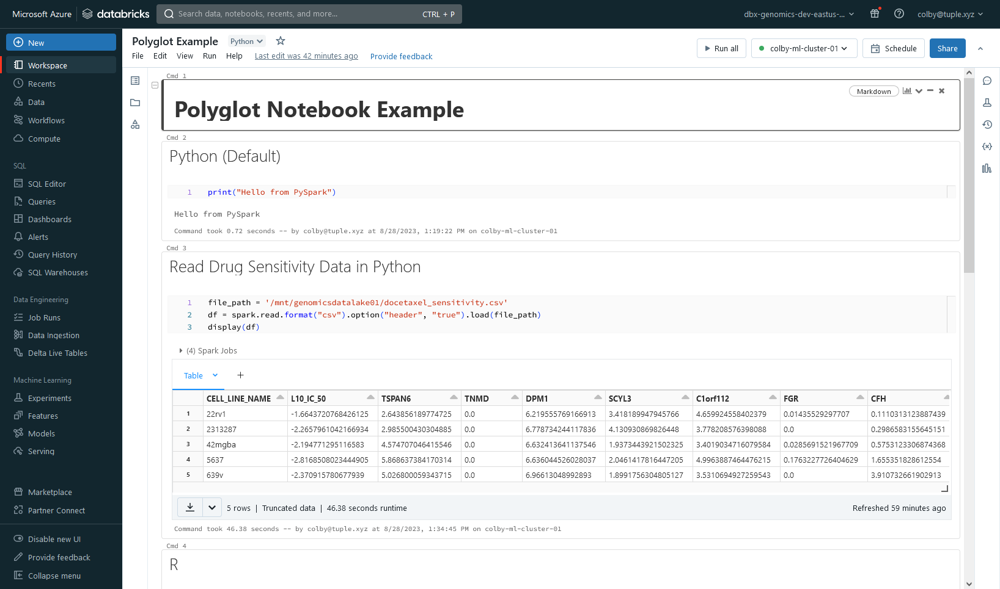 Microsoft Azure databricks Search data, notebooks, recents, and more... CTRL + P dbx-genomics-dev-eastus-... colby@tuple.xyz
New
Workspace
Recents
Data
Workflows
Compute
SQL
SQL Editor
Queries
Dashboards
Alerts
Query History
SQL Warehouses
Data Engineering
Job Runs
Data Ingestion
Delta Live Tables
Machine Learning
Experiments
Features
Models
Serving
Marketplace
Partner Connect
Disable new UI
Provide feedback
Collapse menu
Polyglot Example Python
File Edit View Run Help Last edit was 42 minutes ago Provide feedback
Run all colby-ml-cluster-01 Schedule Share
Cmd 1
Markdown
Polyglot Notebook Example
Cmd 2
Python (Default)
1 print("Hello from PySpark")
Hello from PySpark
Command took 0.72 seconds -- by colby@tuple.xyz at 8/28/2023, 1:19:22 PM on colby-ml-cluster-01
Cmd 3
Read Drug Sensitivity Data in Python
1 file_path = '/mnt/genomicsdatalake01/docetaxel_sensitivity.csv'
2 df = spark.read.format("csv").option("header", "true").load(file_path)
3 display(df)
(4) Spark Jobs
Table +
CELL_LINE_NAME L10_IC_50 TSPAN6 TNMD DPM1 SCYL3 C1orf112 FGR CFH
1 22rv1 -1.6643720768426125 2.643856189774725 0.0 6.219555769166913 3.418189947945766 4.659924558402379 0.01435529297707 0.1110313123887439
2 2313287 -2.2657961042166934 2.985500430304885 0.0 6.778734244117836 4.130930869826448 3.778208576398088 0.0 0.2986583155645151
3 42mgba -2.194771295116583 4.574707046415546 0.0 6.632413641137546 1.9373443921502325 3.4019034716079584 0.0285691521967709 0.5753123306874368
4 5637 -2.8168508023444905 5.868637384170314 0.0 6.636044526028037 2.0461417816447205 4.9963887464476215 0.1763227726404629 1.655351828612554
5 639v -2.370915780677939 5.026800059343715 0.0 6.96613048992893 1.8991756304805127 3.5310694927259543 0.0 3.910732661902913
5 rows | Truncated data | 46.38 seconds runtime Refreshed 59 minutes ago
Command took 46.38 seconds -- by colby@tuple.xyz at 8/28/2023, 1:34:45 PM on colby-ml-cluster-01
Cmd 4
R